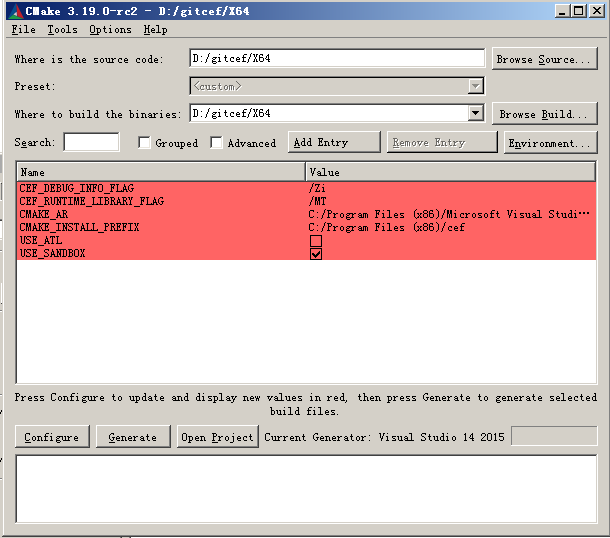 CMake 3.19.0-rc2 - D:/gitcef/X64
File Tools Options Help
Where is the source code: D:/gitcef/X64 Browse Source...
Preset: <custom>
Where to build the binaries: D:/gitcef/X64 Browse Build...
Search: Grouped Advanced Add Entry Remove Entry Environment...
Name Value
CEF_DEBUG_INFO_FLAG /Zi
CEF_RUNTIME_LIBRARY_FLAG /MT
CMAKE_AR C:/Program Files (x86)/Microsoft Visual Studi...
CMAKE_INSTALL_PREFIX C:/Program Files (x86)/cef
USE_ATL
USE_SANDBOX
Press Configure to update and display new values in red, then press Generate to generate selected
build files.
Configure Generate Open Project Current Generator: Visual Studio 14 2015